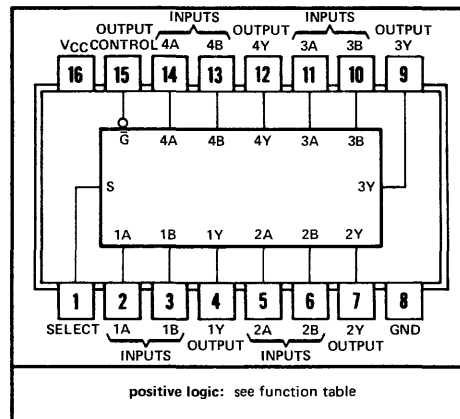 INPUTS INPUTS
OUTPUT OUTPUT OUTPUT
VCC CONTROL 4A 4B 4Y 3A 3B 3Y
16 15 14 13 12 11 10 9
G̅ 4A 4B 4Y 3A 3B
S 3Y
1A 1B 1Y 2A 2B 2Y
1 2 3 4 5 6 7 8
SELECT 1A 1B 1Y 2A 2B 2Y GND
INPUTS OUTPUT INPUTS OUTPUT
positive logic: see function table